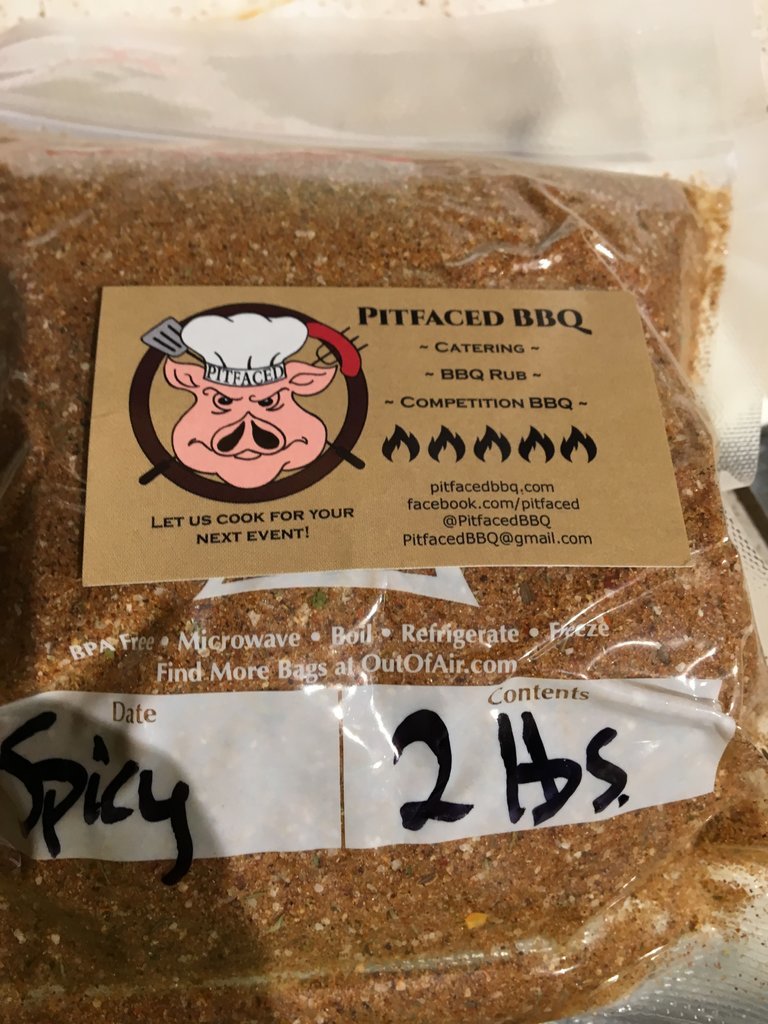 PITFACED BBQ
~ CATERING ~
~ BBQ RUB ~
~ COMPETITION BBQ ~
PITFACED
LET US COOK FOR YOUR
NEXT EVENT!
pitfacedbbq.com
facebook.com/pitfaced
@PitfacedBBQ
PitfacedBBQ@gmail.com
BPA Free • Microwave • Boil • Refrigerate • Freeze
Find More Bags at OutOfAir.com
Date
Contents
Spicy
2 lbs.